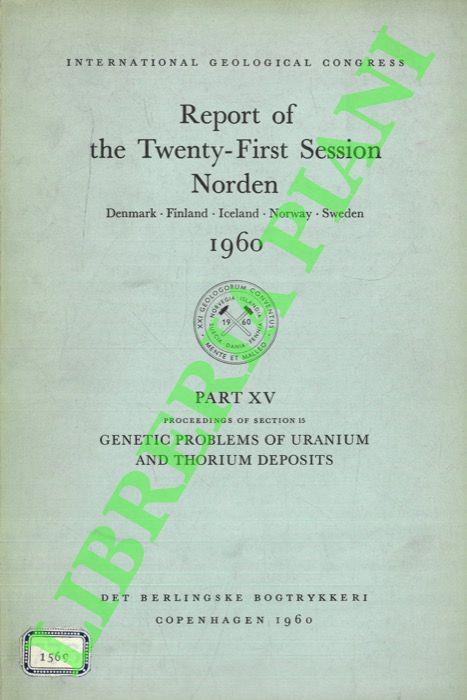 INTERNATIONAL GEOLOGICAL CONGRESS
Report of
the Twenty-First Session
Norden
Denmark · Finland · Iceland · Norway · Sweden
1960
XXI GEOLOGORUM CONVENTUS
NORVEGIA ISLANDIA
19 60
SUECIA DANIA FENNIA
MENTE ET MALLEO
PART XV
PROCEEDINGS OF SECTION 15
GENETIC PROBLEMS OF URANIUM
AND THORIUM DEPOSITS
DET BERLINGSKE BOGTRYKKERI
COPENHAGEN 1960
LIBRERIA PIANI